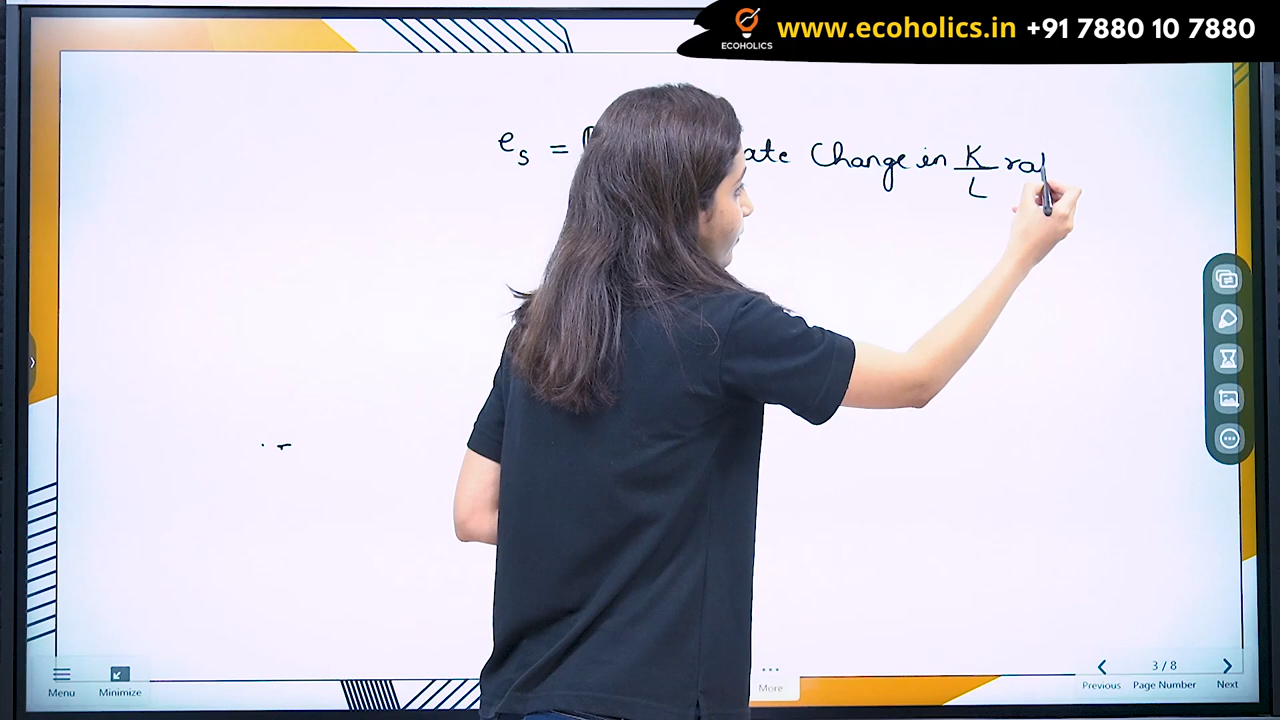 ECOHOLICS
www.ecoholics.in +91 7880 10 7880
e_s = ate Change in K/L ra
Menu
Minimize
More
Previous
3 / 8
Page Number
Next